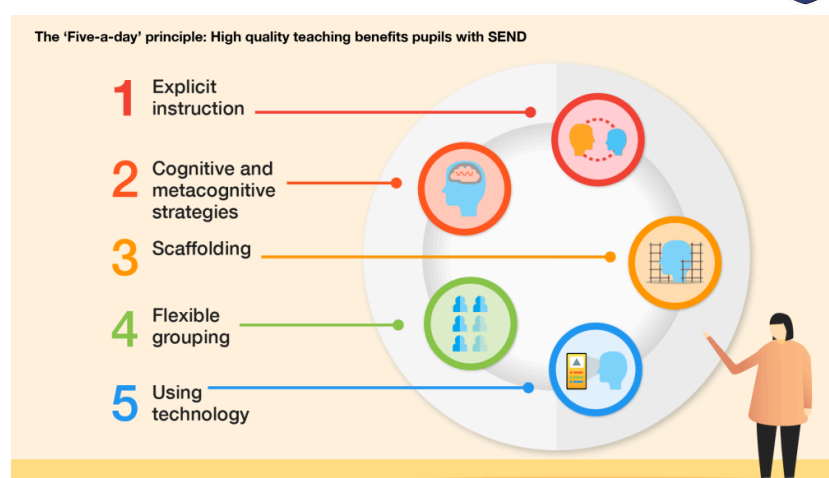 The ‘Five-a-day’ principle: High quality teaching benefits pupils with SEND
1 Explicit
instruction
2 Cognitive and
metacognitive
strategies
3 Scaffolding
4 Flexible
grouping
5 Using
technology